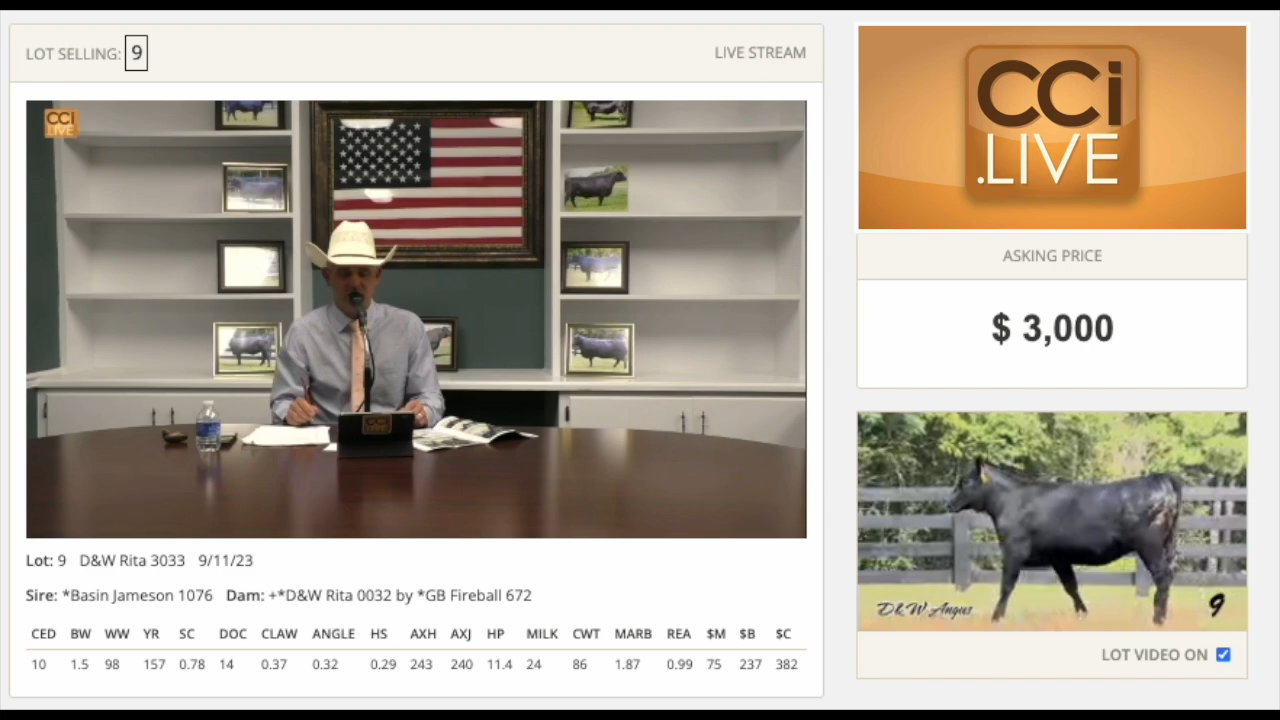 LOT SELLING: 9
LIVE STREAM
CCi
LIVE
CCI
Lot: 9 D&W Rita 3033 9/11/23
Sire: *Basin Jameson 1076 Dam: +*D&W Rita 0032 by *GB Fireball 672
CED BW WW YR SC DOC CLAW ANGLE HS AXH AXJ HP MILK CWT MARB REA $M $B $C
10 1.5 98 157 0.78 14 0.37 0.32 0.29 243 240 11.4 24 86 1.87 0.99 75 237 382
CCi
.LIVE
ASKING PRICE
$ 3,000
D&W Angus
9
LOT VIDEO ON